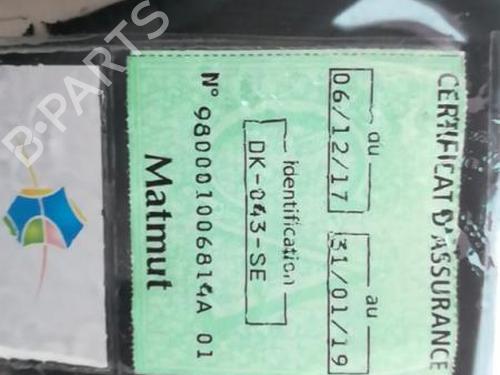 CERTIFICAT D'ASSURANCE
du au
06/12/17 31/01/19
identification
DK-043-SE
N° 980001006814A 01
Matmut
B-PARTS